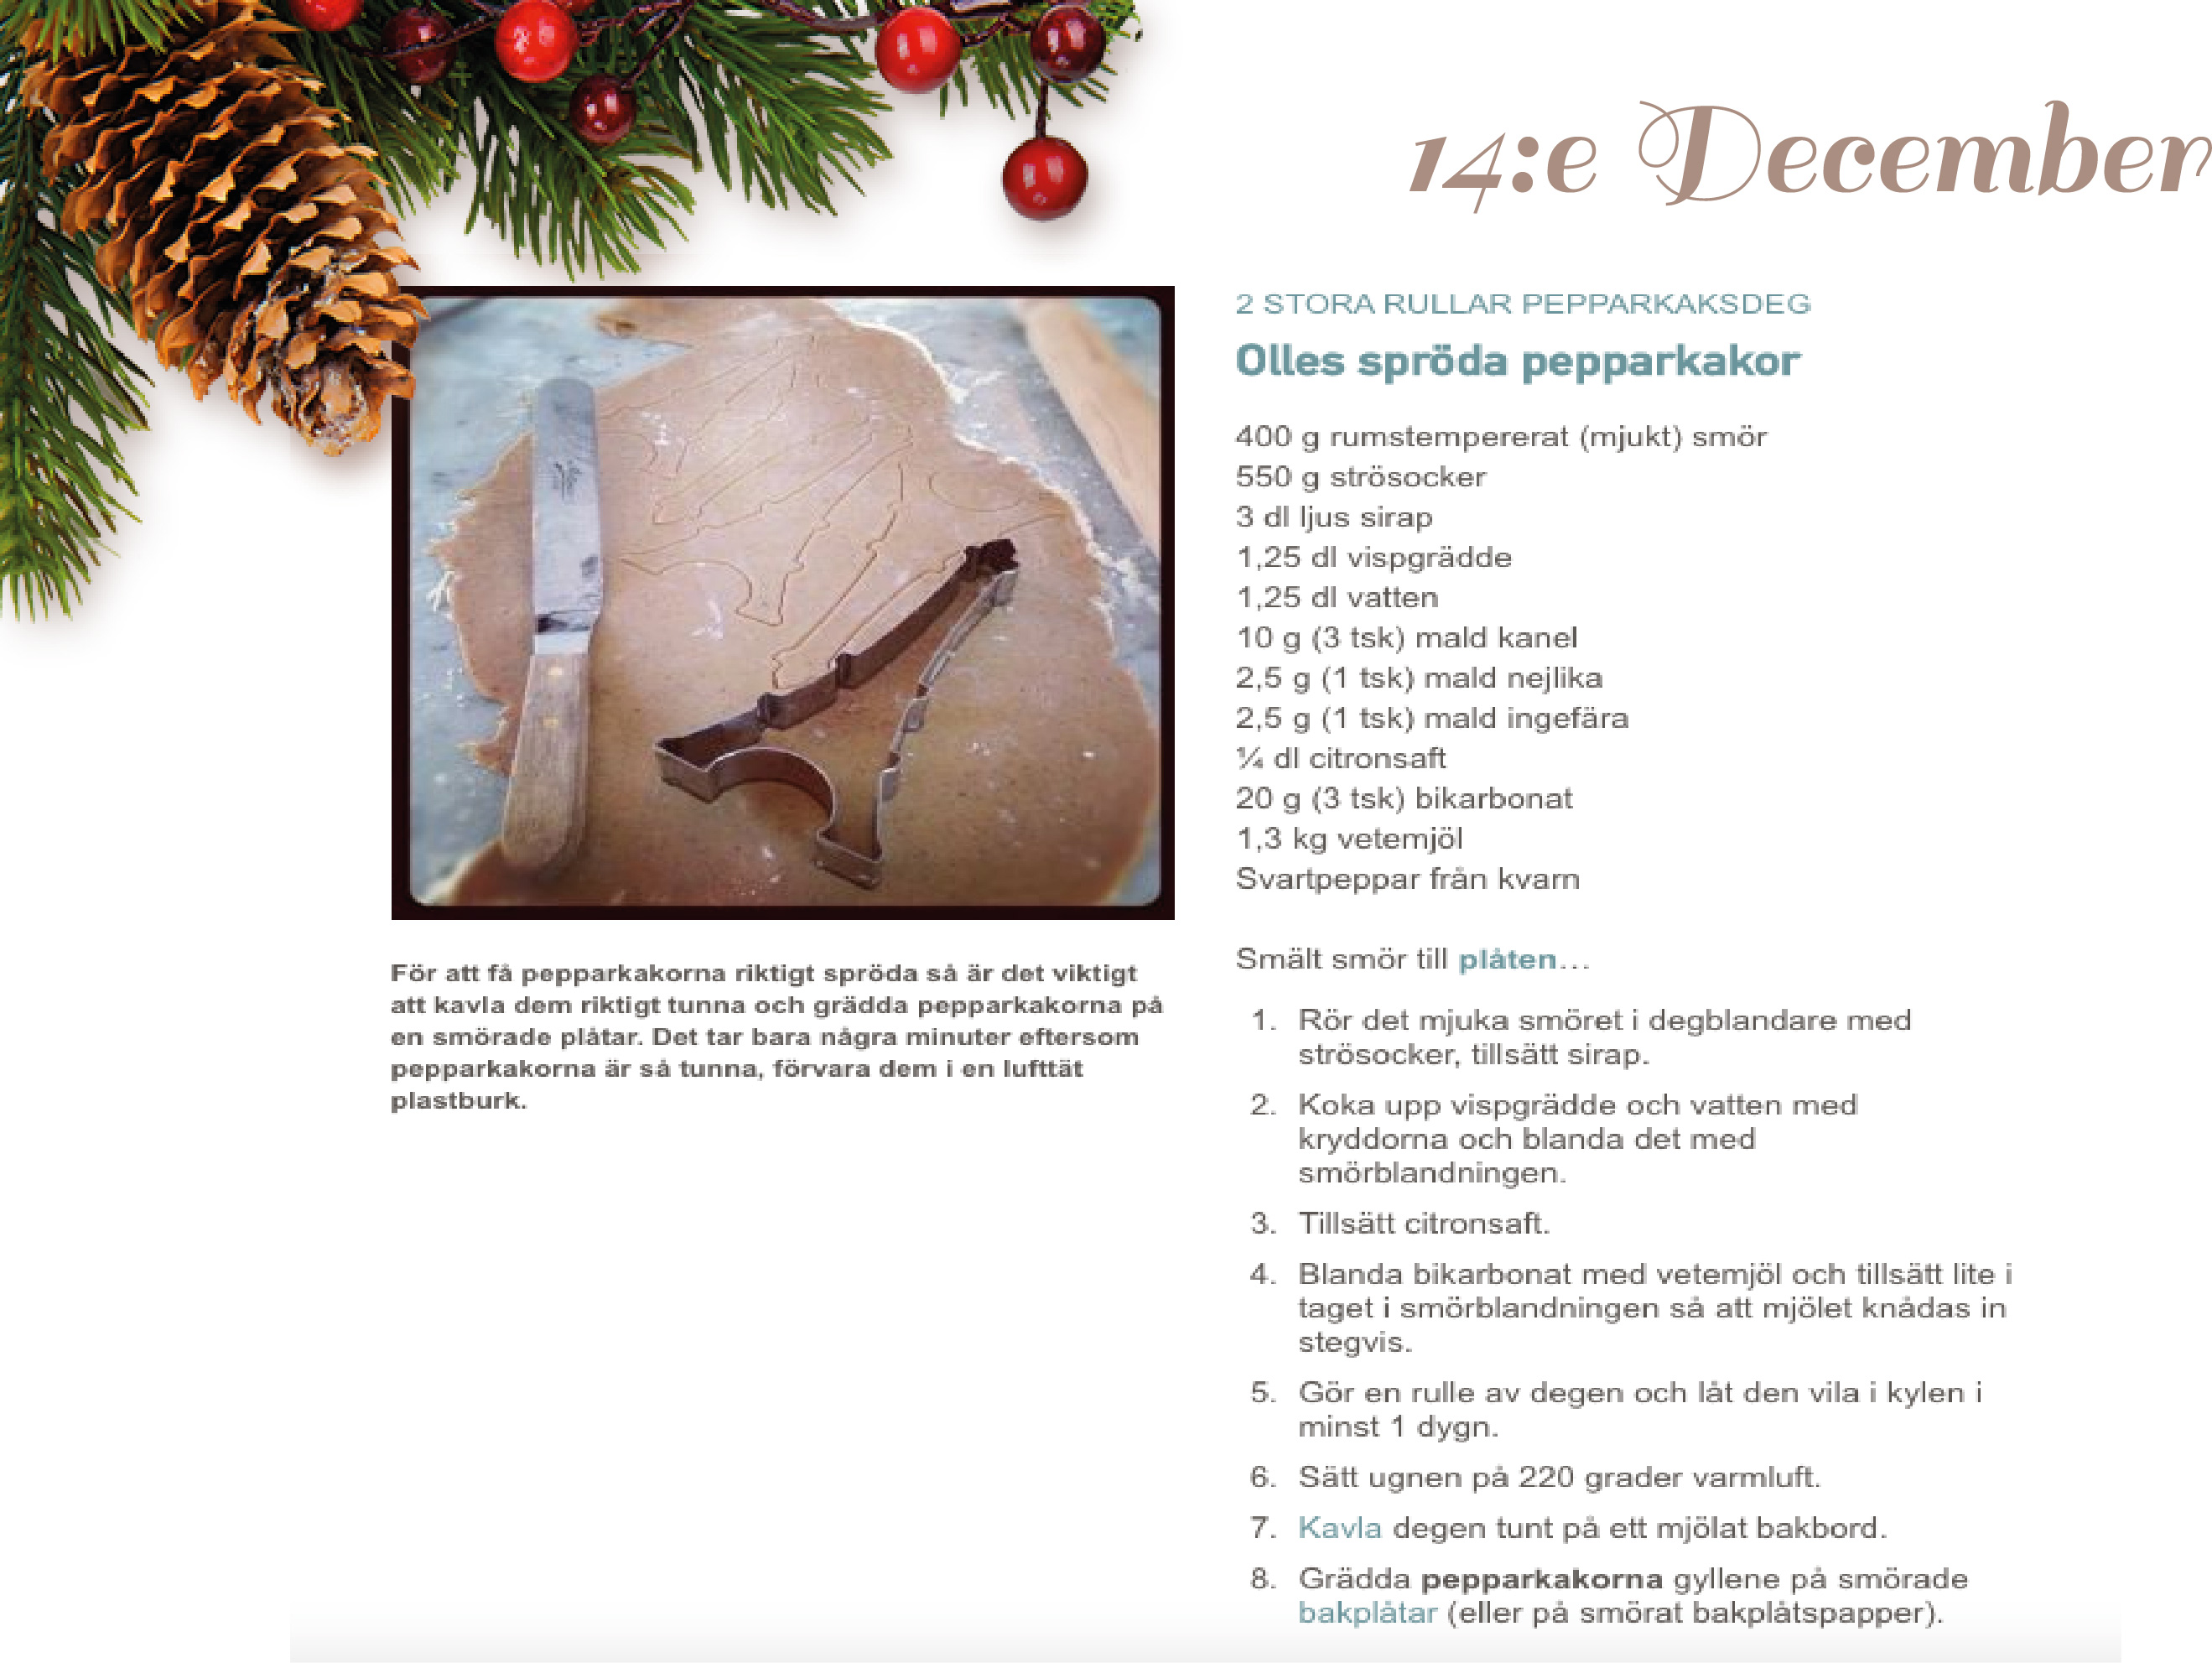 14:e December
2 STORA RULLAR PEPPARKAKSDEG
Olles spröda pepparkakor
400 g rumstempererat (mjukt) smör
550 g strösocker
3 dl ljus sirap
1,25 dl vispgrädde
1,25 dl vatten
10 g (3 tsk) mald kanel
2,5 g (1 tsk) mald nejlika
2,5 g (1 tsk) mald ingefära
¼ dl citronsaft
20 g (3 tsk) bikarbonat
1,3 kg vetemjöl
Svartpeppar från kvarn
Smält smör till plåten…
1. Rör det mjuka smöret i degblandare med
strösocker, tillsätt sirap.
2. Koka upp vispgrädde och vatten med
kryddorna och blanda det med
smörblandningen.
3. Tillsätt citronsaft.
4. Blanda bikarbonat med vetemjöl och tillsätt lite i
taget i smörblandningen så att mjölet knådas in
stegvis.
5. Gör en rulle av degen och låt den vila i kylen i
minst 1 dygn.
6. Sätt ugnen på 220 grader varmluft.
7. Kavla degen tunt på ett mjölat bakbord.
8. Grädda pepparkakorna gyllene på smörade
bakplåtar (eller på smörat bakplåtspapper).
För att få pepparkakorna riktigt spröda så är det viktigt
att kavla dem riktigt tunna och grädda pepparkakorna på
en smörade plåtar. Det tar bara några minuter eftersom
pepparkakorna är så tunna, förvara dem i en lufttät
plastburk.